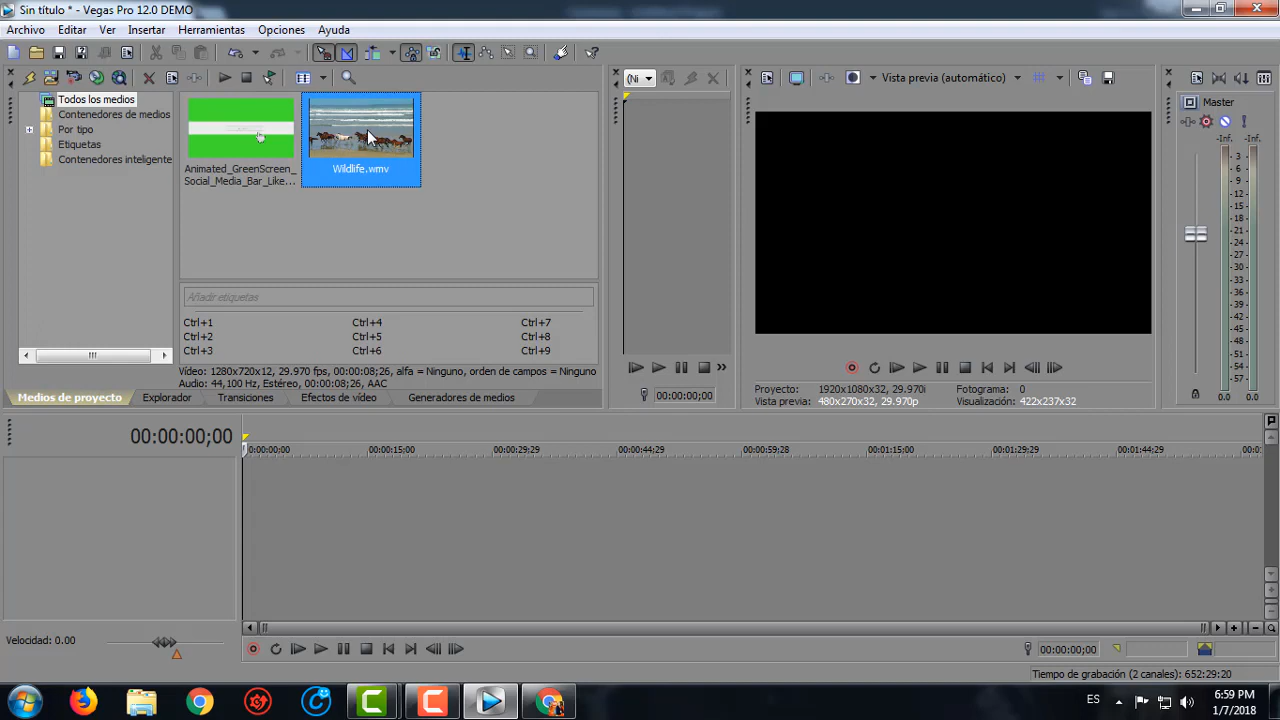 Sin título * - Vegas Pro 12.0 DEMO
Archivo Editar Ver Insertar Herramientas Opciones Ayuda
Todos los medios
Contenedores de medios
Por tipo
Etiquetas
Contenedores inteligente
Animated_GreenScreen_
Social_Media_Bar_Like...
Wildlife.wmv
Añadir etiquetas
Ctrl+1 Ctrl+4 Ctrl+7
Ctrl+2 Ctrl+5 Ctrl+8
Ctrl+3 Ctrl+6 Ctrl+9
Vídeo: 1280x720x12, 29.970 fps, 00:00:08;26, alfa = Ninguno, orden de campos = Ninguno
Audio: 44,100 Hz, Estéreo, 00:00:08;26, AAC
Medios de proyecto Explorador Transiciones Efectos de vídeo Generadores de medios
(Ni
00:00:00;00
Vista previa (automático)
Proyecto: 1920x1080x32, 29.970i Fotograma: 0
Vista previa: 480x270x32, 29.970p Visualización: 422x237x32
Master
-Inf. -Inf.
3
6
9
12
15
18
21
24
27
30
33
36
39
42
45
48
51
54
57
0.0 0.0
00:00:00;00
0:00:00;00 00:00:15;00 00:00:29;29 00:00:44;29 00:00:59;28 00:01:15;00 00:01:29;29 00:01:44;29
Velocidad: 0.00
00:00:00;00
Tiempo de grabación (2 canales): 652:29:20
ES
6:59 PM
1/7/2018